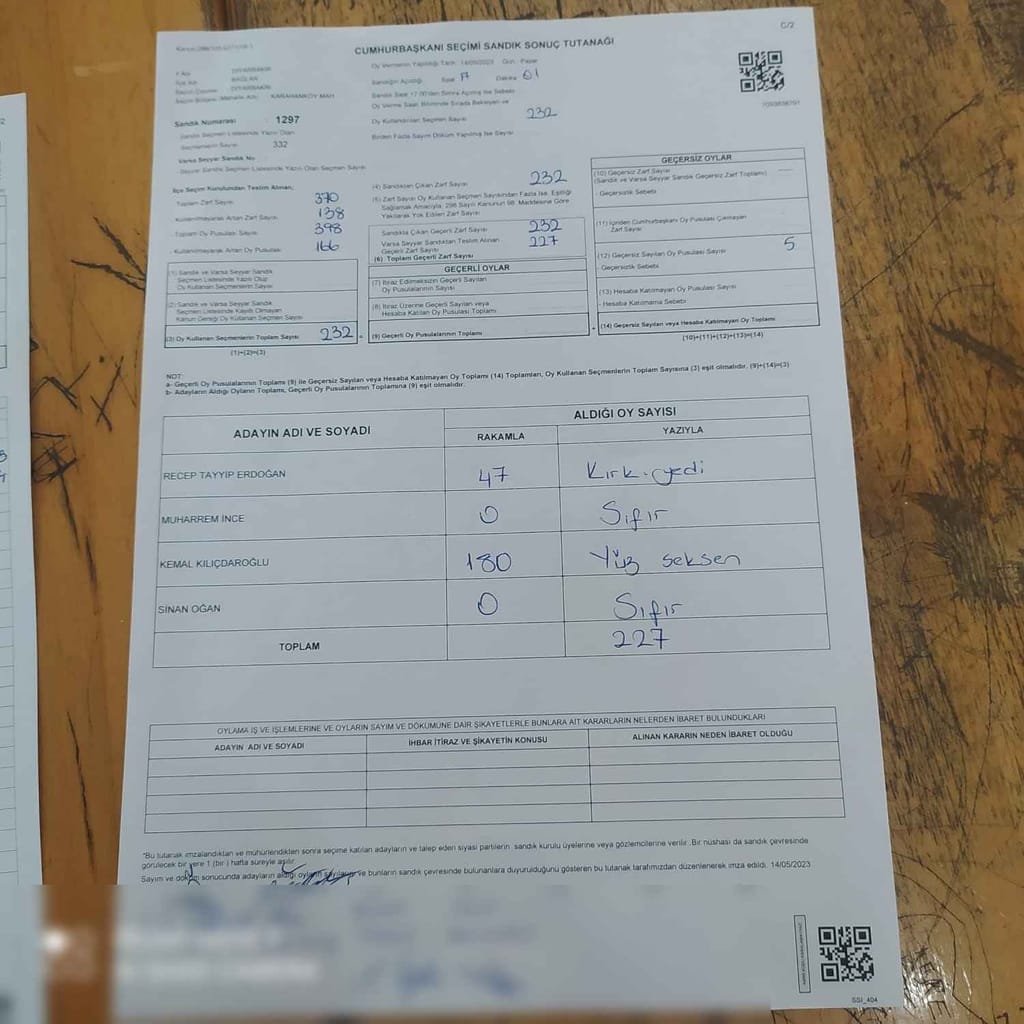 C/2
CUMHURBAŞKANI SEÇİMİ SANDIK SONUÇ TUTANAĞI
İl Adı DİYARBAKIR
İlçe Adı BAĞLAR
Seçim Çevresi DİYARBAKIR
Seçim Bölgesi (Mahalle Adı) KARAHANKÖY MAH.
Sandık Numarası 1297
Sandık Seçmen Listesinde Yazılı Olan
Seçmenlerin Sayısı 332
Varsa Seyyar Sandık No
Seyyar Sandık Seçmen Listesinde Yazılı Olan Seçmen Sayısı
Oy Vermenin Yapıldığı Tarih 14/05/2023 Gün Pazar
Sandığın Açıldığı Saat 17 Dakika 01
Sandık Saat 17:00'den Sonra Açılmış İse Sebebi
Oy Verme Saati Bitiminde Sırada Bekleyen ve
Oy Kullandırılan Seçmen Sayısı 232
Birden Fazla Sayım Döküm Yapılmış İse Sayısı
İlçe Seçim Kurulundan Teslim Alınan;
Toplam Zarf Sayısı 370
Kullanılmayarak Artan Zarf Sayısı 138
Toplam Oy Pusulası Sayısı 398
Kullanılmayarak Artan Oy Pusulası 166
(1) Sandık ve Varsa Seyyar Sandık
Seçmen Listesinde Yazılı Olup
Oy Kullanan Seçmenlerin Sayısı
(2) Sandık ve Varsa Seyyar Sandık
Seçmen Listesinde Kayıtlı Olmayan
Kanun Gereği Oy Kullanan Seçmen Sayısı
(3) Oy Kullanan Seçmenlerin Toplam Sayısı 232
(1)+(2)=(3)
(4) Sandıktan Çıkan Zarf Sayısı 232
(5) Zarf Sayısı Oy Kullanan Seçmen Sayısından Fazla İse, Eşitliği
Sağlamak Amacıyla; 298 Sayılı Kanunun 98. Maddesine Göre
Yakılarak Yok Edilen Zarf Sayısı
Sandıkta Çıkan Geçerli Zarf Sayısı 232
Varsa Seyyar Sandıktan Teslim Alınan 227
Geçerli Zarf Sayısı
(6) Toplam Geçerli Zarf Sayısı
GEÇERLİ OYLAR
(7) İtiraz Edilmeksizin Geçerli Sayılan
Oy Pusulalarının Sayısı
(8) İtiraz Üzerine Geçerli Sayılan veya
Hesaba Katılan Oy Pusulası Toplamı
(9) Geçerli Oy Pusulalarının Toplamı
GEÇERSİZ OYLAR
(10) Geçersiz Zarf Sayısı
(Sandık ve Varsa Seyyar Sandık Geçersiz Zarf Toplamı)
Geçersizlik Sebebi
(11) İçinden Cumhurbaşkanı Oy Pusulası Çıkmayan
Zarf Sayısı
(12) Geçersiz Sayılan Oy Pusulası Sayısı 5
Geçersizlik Sebebi
(13) Hesaba Katılmayan Oy Pusulası Sayısı
Hesaba Katılmama Sebebi
(14) Geçersiz Sayılan veya Hesaba Katılmayan Oy Toplamı
(10)+(11)+(12)+(13)=(14)
NOT:
a- Geçerli Oy Pusulalarının Toplamı (9) ile Geçersiz Sayılan veya Hesaba Katılmayan Oy Toplamı (14) Toplamları, Oy Kullanan Seçmenlerin Toplam Sayısına (3) eşit olmalıdır. (9)+(14)=(3)
b- Adayların Aldığı Oyların Toplamı, Geçerli Oy Pusulalarının Toplamına (9) eşit olmalıdır.
ADAYIN ADI VE SOYADI ALDIĞI OY SAYISI
RAKAMLA YAZIYLA
RECEP TAYYİP ERDOĞAN 47 Kırk yedi
MUHARREM İNCE 0 Sıfır
KEMAL KILIÇDAROĞLU 180 Yüz seksen
SİNAN OĞAN 0 Sıfır
TOPLAM 227
OYLAMA İŞ VE İŞLEMLERİNE VE OYLARIN SAYIM VE DÖKÜMÜNE DAİR ŞİKAYETLERLE BUNLARA AİT KARARLARIN NELERDEN İBARET BULUNDUKLARI
ADAYIN ADI VE SOYADI İHBAR İTİRAZ VE ŞİKAYETİN KONUSU ALINAN KARARIN NEDEN İBARET OLDUĞU
*Bu tutanak imzalandıktan ve mühürlendikten sonra seçime katılan adayların ve talep eden siyasi partilerin sandık kurulu üyelerine veya gözlemcilerine verilir. Bir nüshası da sandık çevresinde
görülecek bir yere 1 (bir) hafta süreyle asılır.
Sayım ve döküm sonucunda adayların aldığı oyların sayılarını ve bunların sandık çevresinde bulunanlara duyurulduğunu gösteren bu tutanak tarafımızdan düzenlenerek imza edildi. 14/05/2023
SSI_404